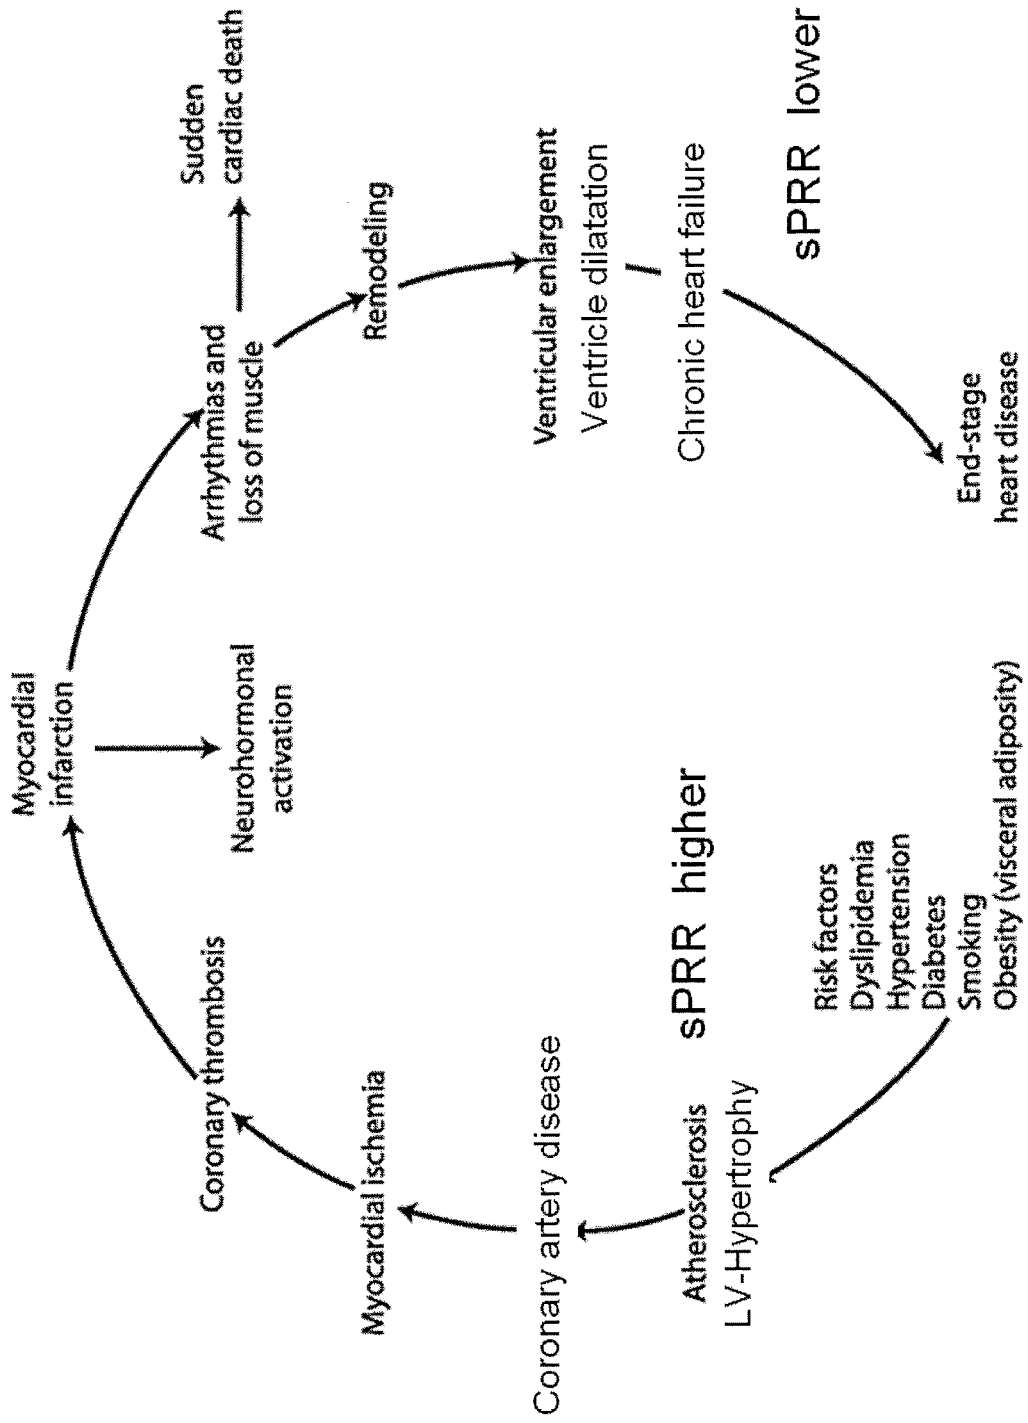 Risk factors
Dyslipidemia
Hypertension
Diabetes
Smoking
Obesity (visceral adiposity)
Atherosclerosis
LV-Hypertrophy
sPRR higher
Coronary artery disease
Myocardial ischemia
Coronary thrombosis
Myocardial
infarction
Neurohormonal
activation
Arrhythmias and
loss of muscle
Sudden
cardiac death
Remodeling
Ventricular enlargement
Ventricle dilatation
Chronic heart failure
sPRR lower
End-stage
heart disease